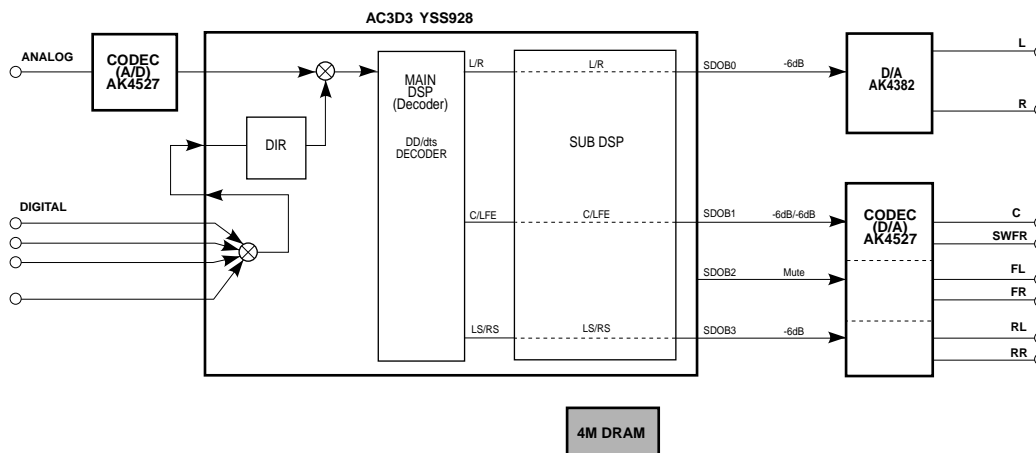 AC3D3 YSS928
ANALOG
CODEC
(A/D)
AK4527
MAIN
DSP
(Decoder)
DD/dts
DECODER
DIR
SUB DSP
L/R
L/R
SDOB0
-6dB
D/A
AK4382
L
R
DIGITAL
C/LFE
C/LFE
SDOB1
-6dB/-6dB
CODEC
(D/A)
AK4527
C
SWFR
SDOB2
Mute
FL
FR
LS/RS
LS/RS
SDOB3
-6dB
RL
RR
4M DRAM